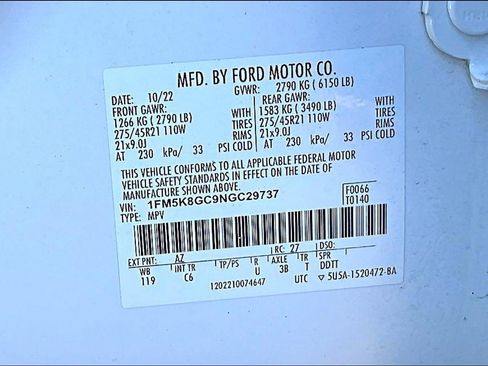 MFD. BY FORD MOTOR CO.
DATE: 10/22 GVWR: 2790 KG ( 6150 LB)
FRONT GAWR: REAR GAWR:
1266 KG ( 2790 LB) WITH 1583 KG ( 3490 LB) WITH
275/45R21 110W TIRES 275/45R21 110W TIRES
21x9.0J RIMS 21x9.0J RIMS
AT 230 kPa/ 33 PSI COLD AT 230 kPa/ 33 PSI COLD
THIS VEHICLE CONFORMS TO ALL APPLICABLE FEDERAL MOTOR
VEHICLE SAFETY STANDARDS IN EFFECT ON THE DATE OF
MANUFACTURE SHOWN ABOVE.
VIN: 1FM5K8GC9NGC29737 F0066
TYPE: MPV T0140
EXT PNT: AZ RC: 27 DSO:
WB INT TR TP/PS R AXLE TR SPR
119 C6 U 3B T DDTT
1202210074647 UTC ▽ 5U5A-1520472-BA